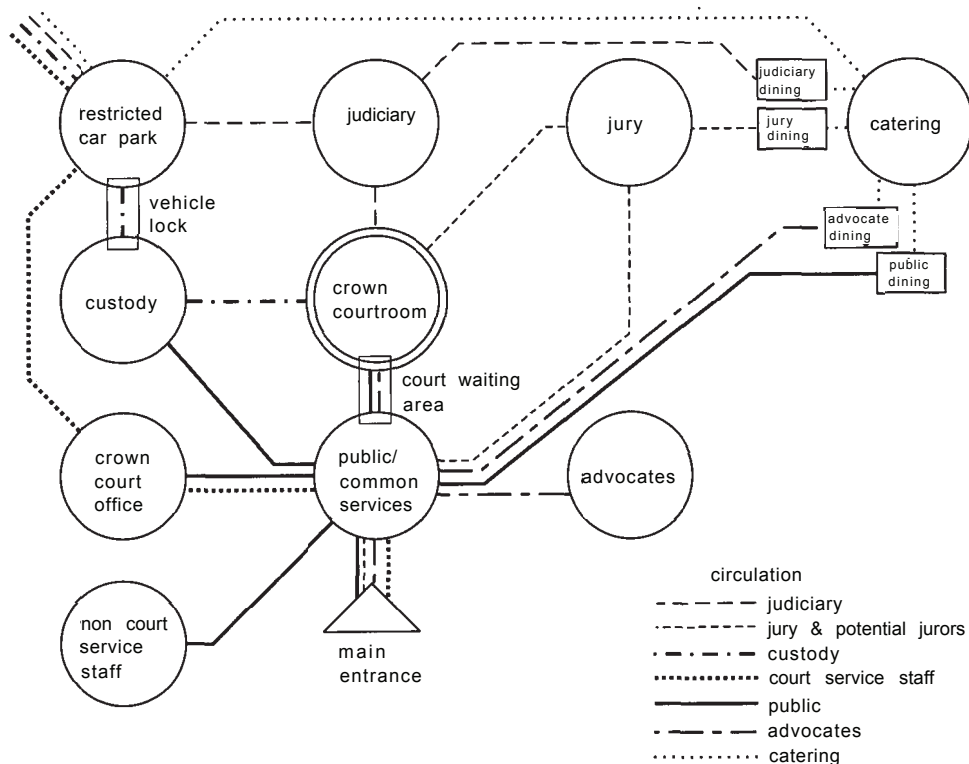 restricted
car park
judiciary
jury
judiciary
dining
jury
dining
catering
vehicle
lock
advocate
dining
public
dining
custody
crown
courtroom
court waiting
area
crown
court
office
public/
common
services
advocates
non court
service
staff
main
entrance
circulation
judiciary
jury & potential jurors
custody
court service staff
public
advocates
catering